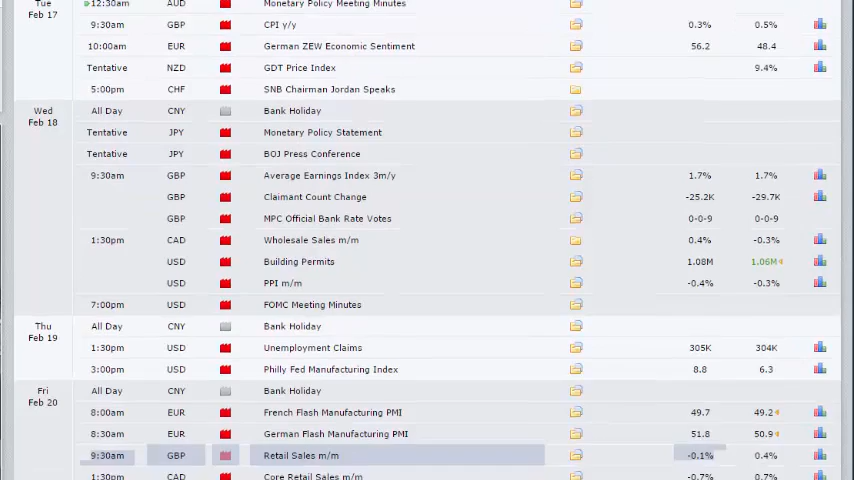 Tue 12:30am AUD Monetary Policy Meeting Minutes
Feb 17
9:30am GBP CPI y/y 0.3% 0.5%
10:00am EUR German ZEW Economic Sentiment 56.2 48.4
Tentative NZD GDT Price Index 9.4%
5:00pm CHF SNB Chairman Jordan Speaks
Wed All Day CNY Bank Holiday
Feb 18
Tentative JPY Monetary Policy Statement
Tentative JPY BOJ Press Conference
9:30am GBP Average Earnings Index 3m/y 1.7% 1.7%
GBP Claimant Count Change -25.2K -29.7K
GBP MPC Official Bank Rate Votes 0-0-9 0-0-9
1:30pm CAD Wholesale Sales m/m 0.4% -0.3%
USD Building Permits 1.08M 1.06M
USD PPI m/m -0.4% -0.3%
7:00pm USD FOMC Meeting Minutes
Thu All Day CNY Bank Holiday
Feb 19
1:30pm USD Unemployment Claims 305K 304K
3:00pm USD Philly Fed Manufacturing Index 8.8 6.3
Fri All Day CNY Bank Holiday
Feb 20
8:00am EUR French Flash Manufacturing PMI 49.7 49.2
8:30am EUR German Flash Manufacturing PMI 51.8 50.9
9:30am GBP Retail Sales m/m -0.1% 0.4%
1:30pm CAD Core Retail Sales m/m -0.7% 0.7%